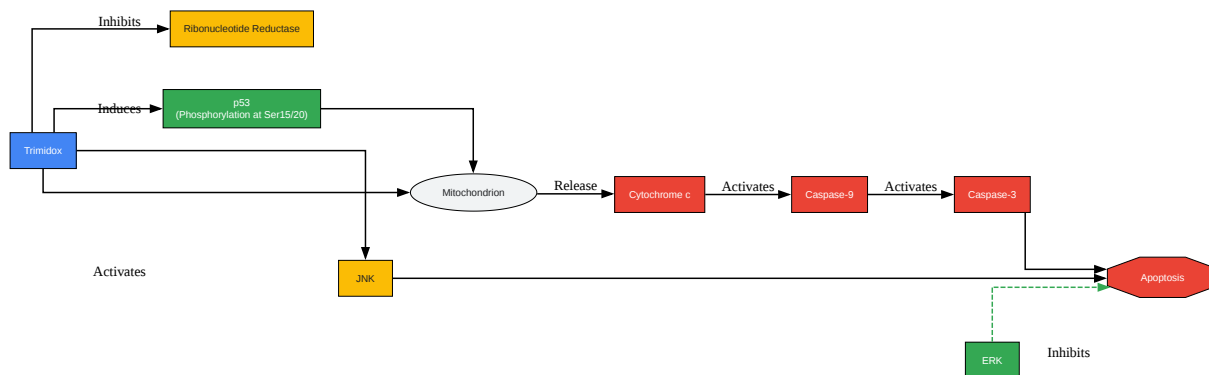 Inhibits
Ribonucleotide Reductase
Induces
p53
(Phosphorylation at Ser15/20)
Trimidox
Mitochondrion
Release
Cytochrome c
Activates
Caspase-9
Activates
Caspase-3
Activates
JNK
Apoptosis
ERK
Inhibits